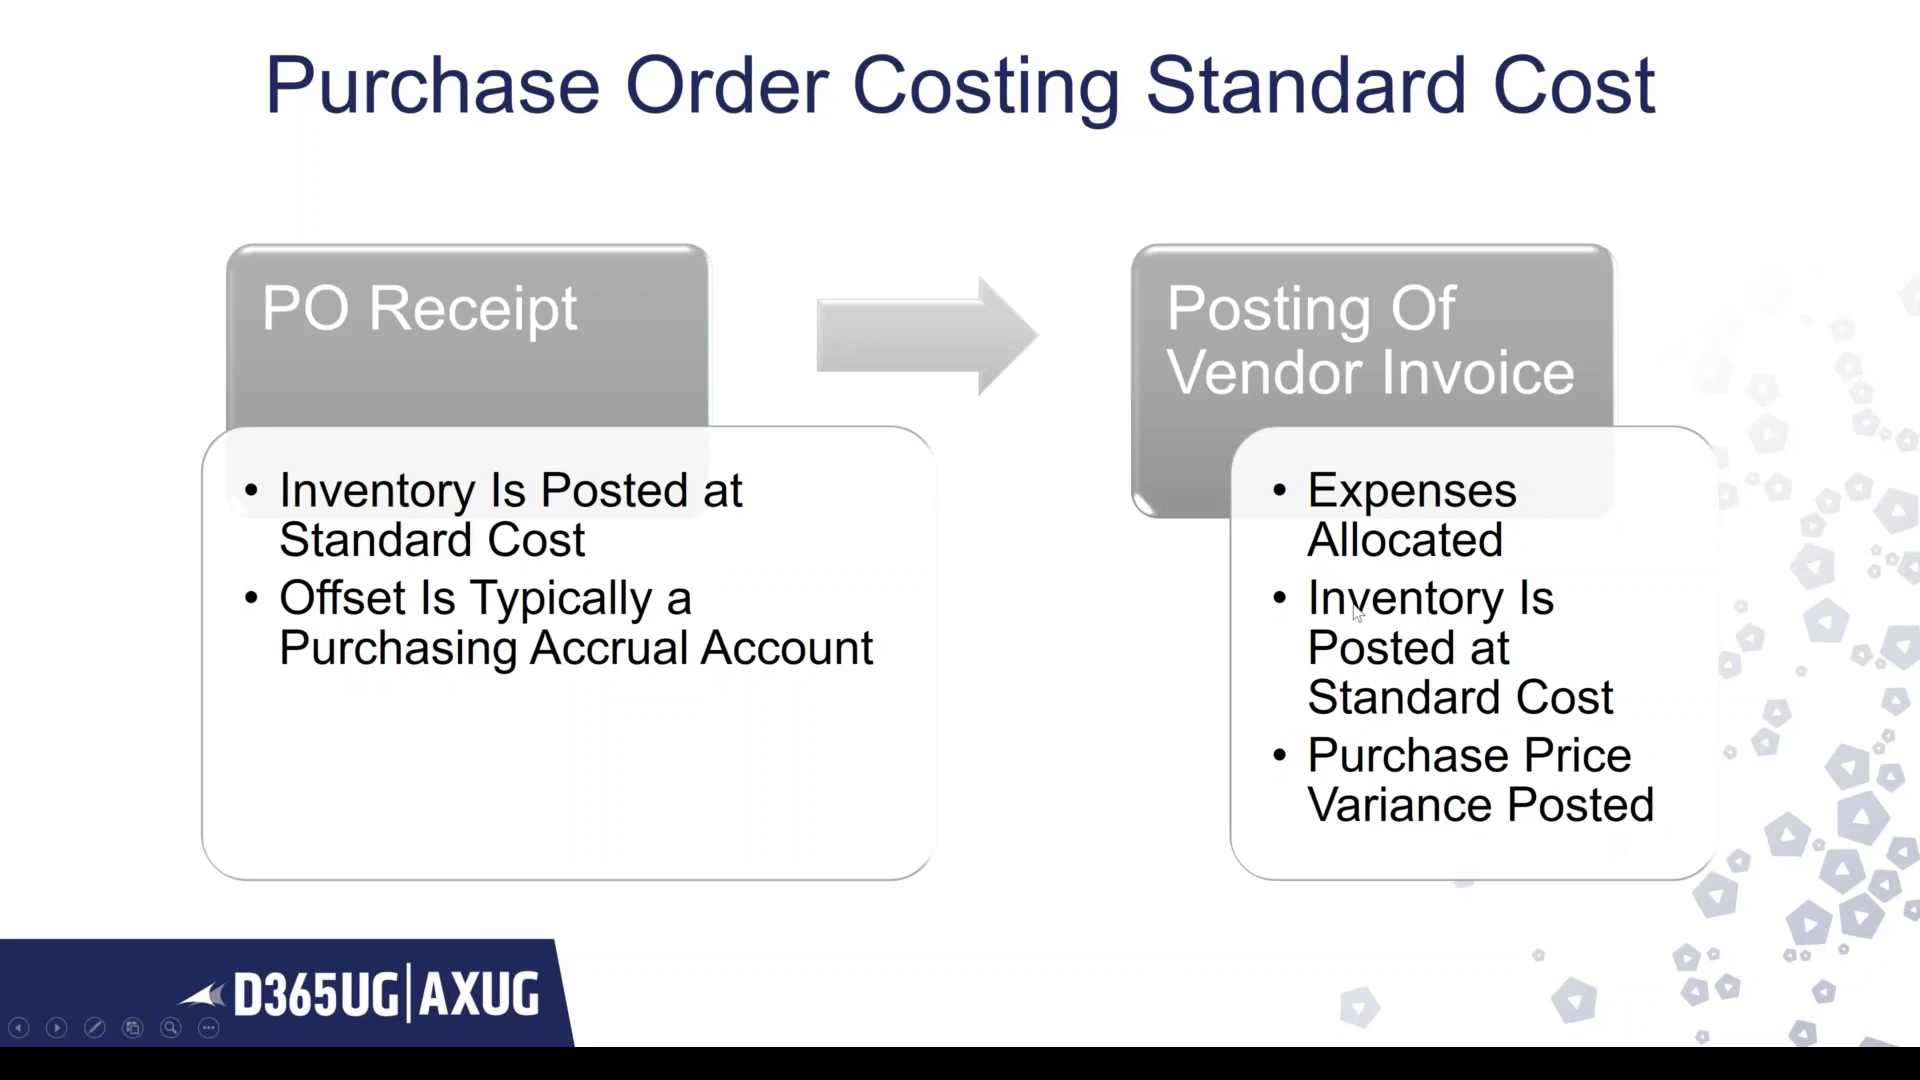 Purchase Order Costing Standard Cost
PO Receipt
• Inventory Is Posted at
Standard Cost
• Offset Is Typically a
Purchasing Accrual Account
Posting Of
Vendor Invoice
• Expenses
Allocated
• Inventory Is
Posted at
Standard Cost
• Purchase Price
Variance Posted
D365UG|AXUG